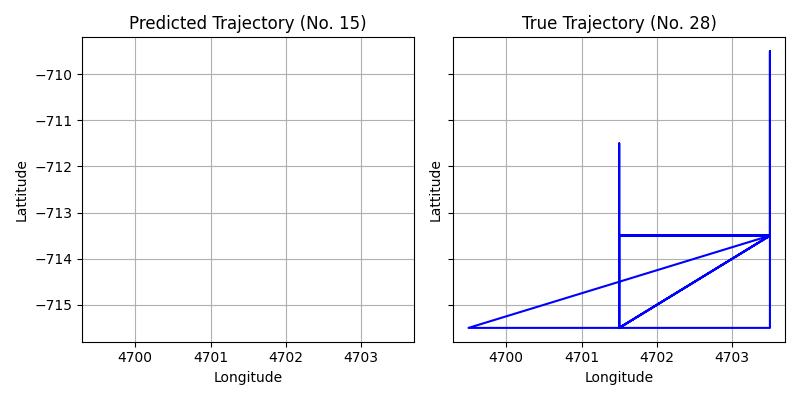 Predicted Trajectory (No. 15)
Lattitude
−710
−711
−712
−713
−714
−715
4700 4701 4702 4703
Longitude
True Trajectory (No. 28)
Lattitude
4700 4701 4702 4703
Longitude